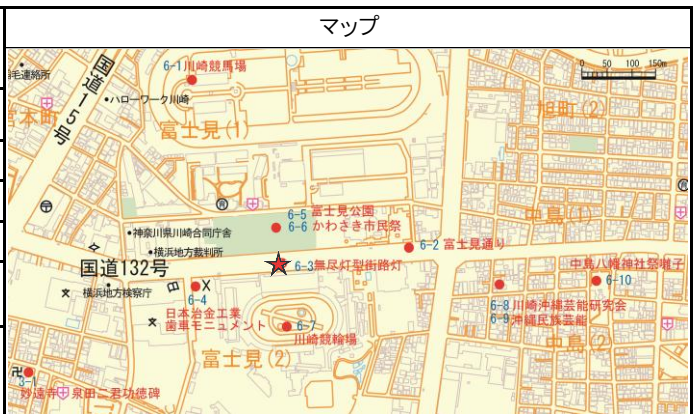 マップ
6-1 川崎競馬場
0 50 100 150m
毛連絡所
国道15号
・ハローワーク川崎
宮本町
富士見(1)
旭町(2)
6-5 富士見公園
6-6 かわさき市民祭
中島(1)
・神奈川県川崎合同庁舎
・横浜地方裁判所
6-2 富士見通り
国道132号
6-3 無尽灯型街路灯
中島八幡神社祭囃子
6-10
横浜地方検察庁
6-4
日本冶金工業
歯車モニュメント
6-7
川崎競輪場
6-8 川崎沖縄芸能研究会
6-9 沖縄民族芸能
中島(2)
富士見(2)
3-1
妙遠寺 泉田二君功徳碑